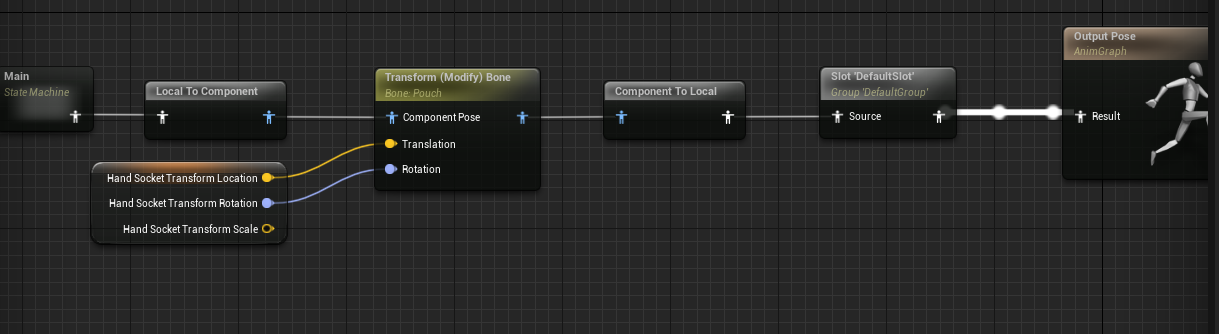 Main
State Machine
Local To Component
Transform (Modify) Bone
Bone: Pouch
Component Pose
Translation
Rotation
Hand Socket Transform Location
Hand Socket Transform Rotation
Hand Socket Transform Scale
Component To Local
Slot 'DefaultSlot'
Group 'DefaultGroup'
Source
Output Pose
AnimGraph
Result